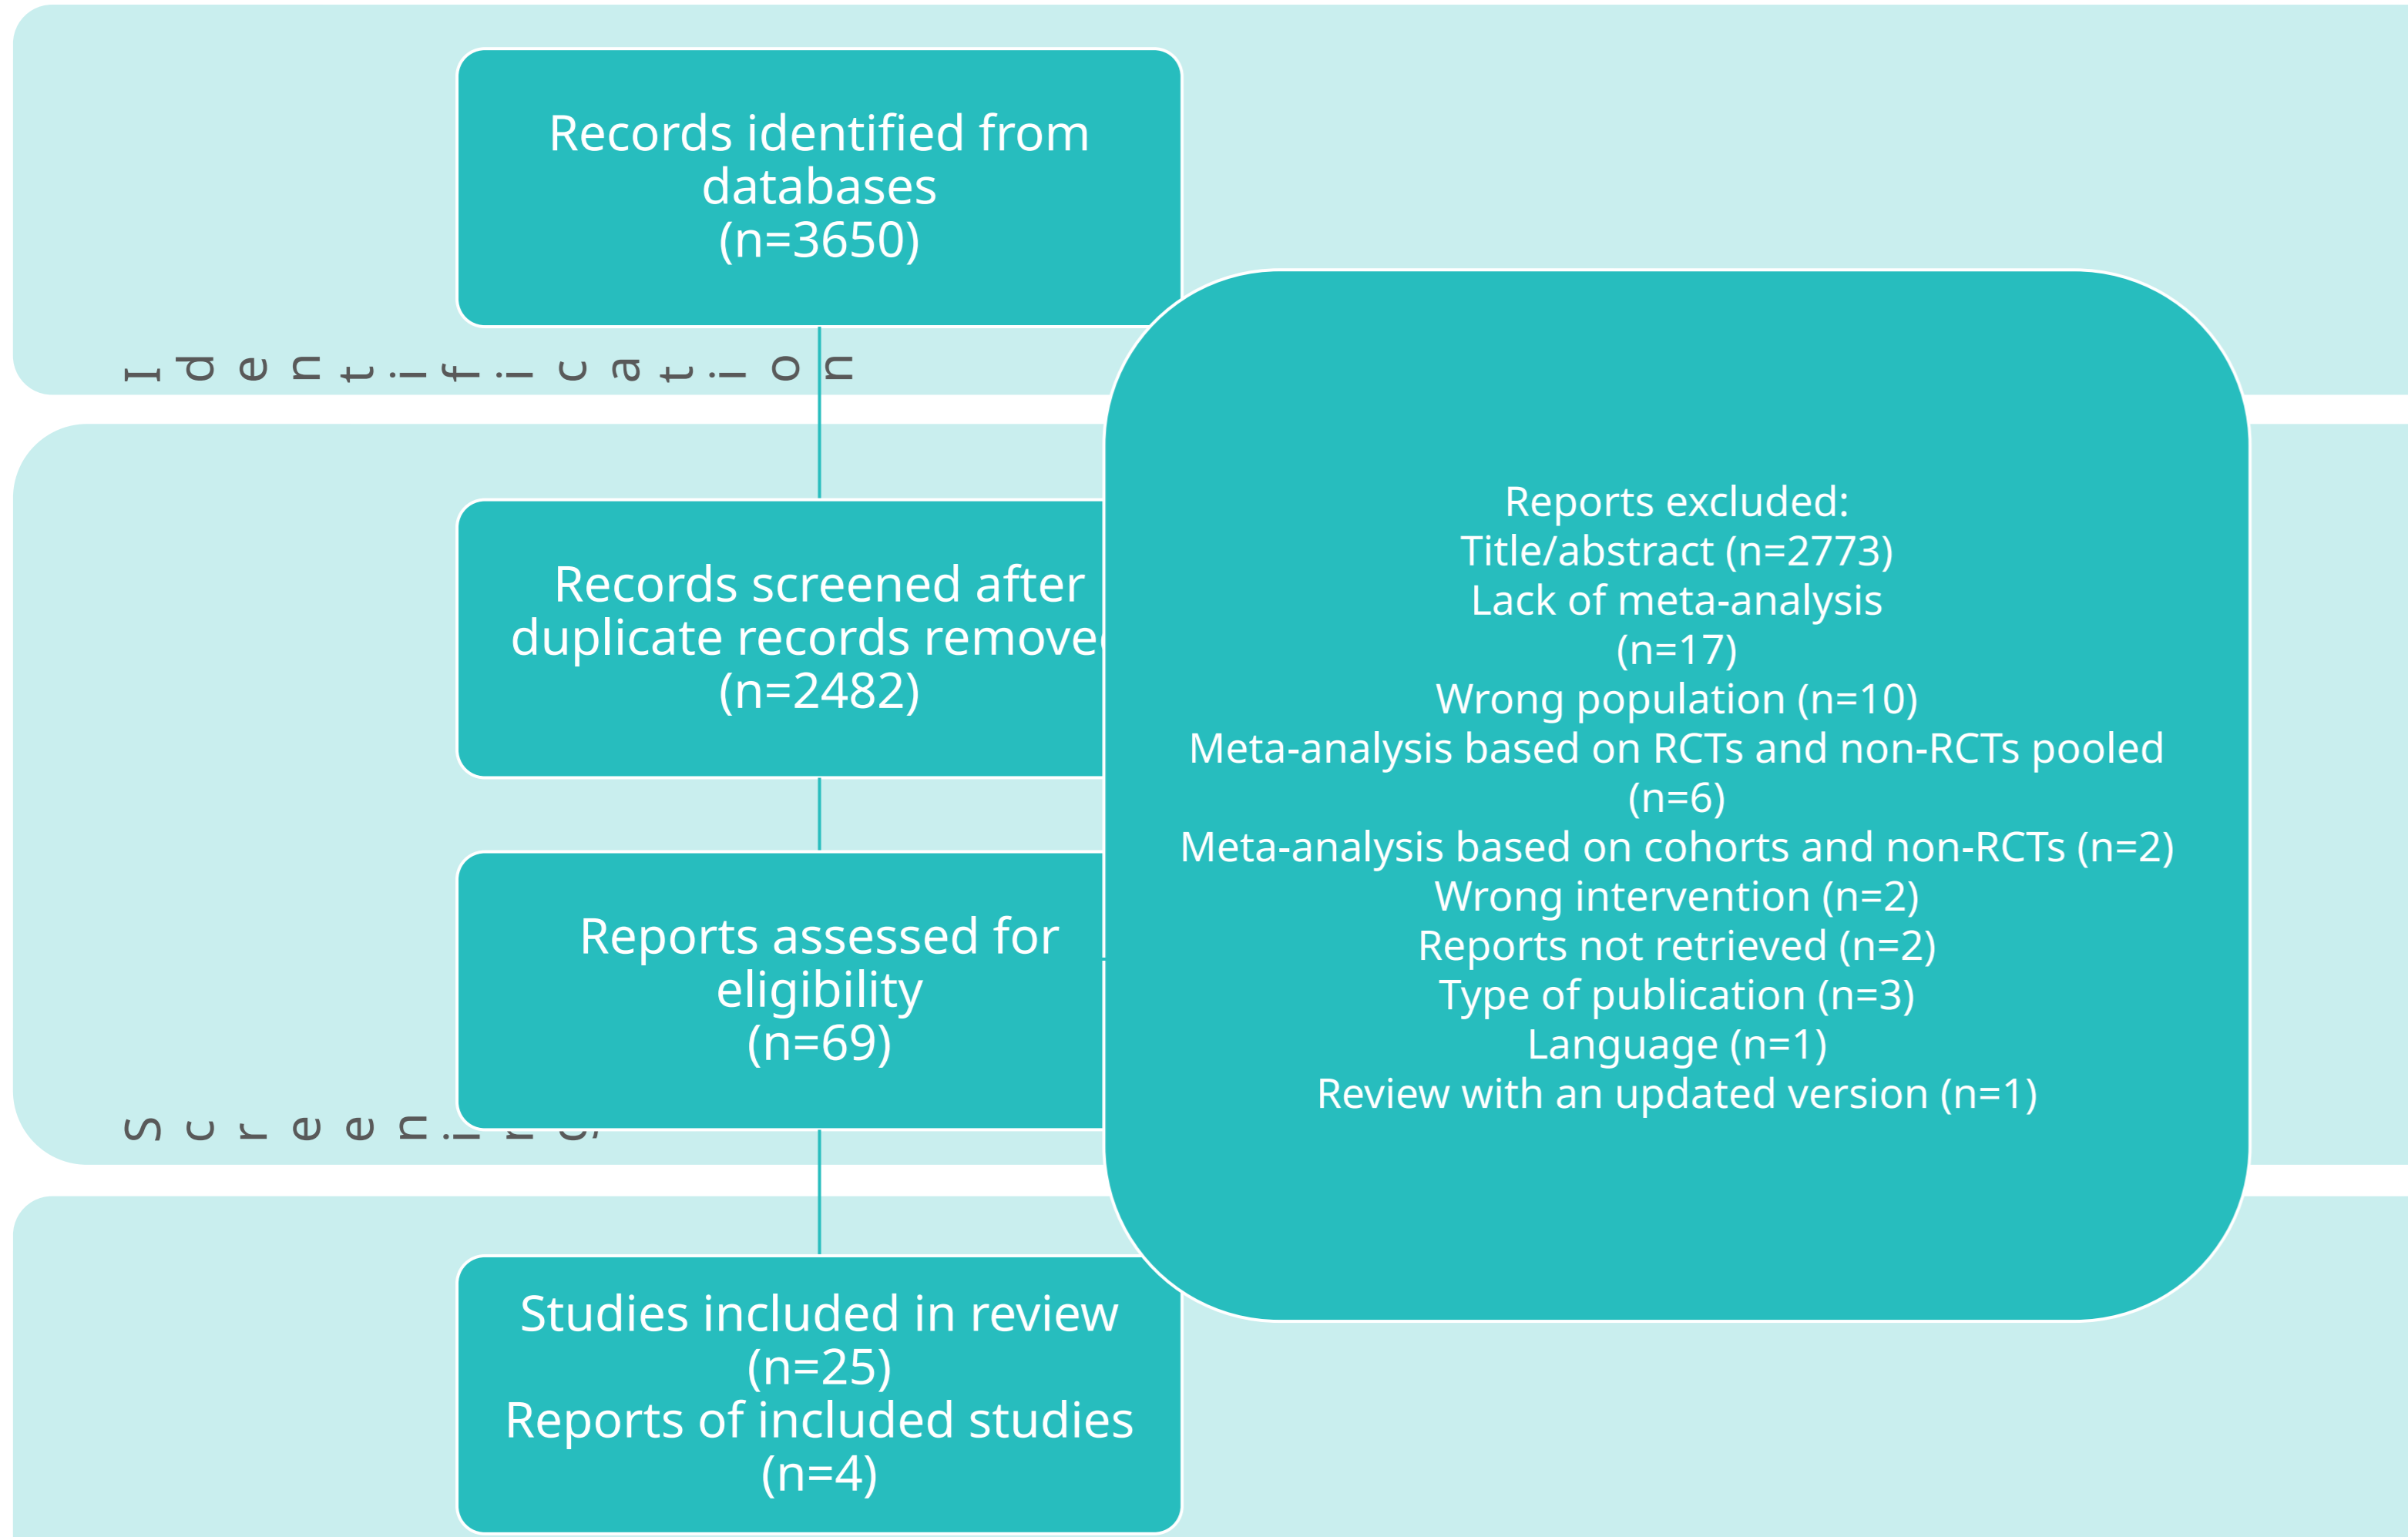 Records identified from
databases
(n=3650)
Identification
Records screened after
duplicate records remove
(n=2482)
Reports assessed for
eligibility
(n=69)
Screening
Reports excluded:
Title/abstract (n=2773)
Lack of meta-analysis
(n=17)
Wrong population (n=10)
Meta-analysis based on RCTs and non-RCTs pooled
(n=6)
Meta-analysis based on cohorts and non-RCTs (n=2)
Wrong intervention (n=2)
Reports not retrieved (n=2)
Type of publication (n=3)
Language (n=1)
Review with an updated version (n=1)
Studies included in review
(n=25)
Reports of included studies
(n=4)